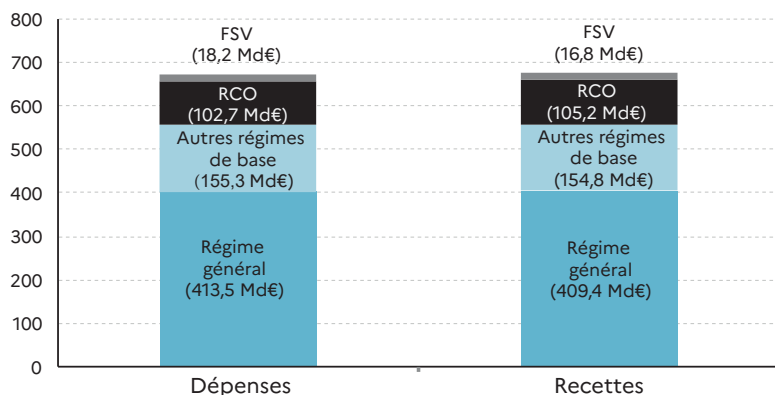 800
700
600
500
400
300
200
100
0
FSV
(18,2 Md€)
RCO
(102,7 Md€)
Autres régimes
de base
(155,3 Md€)
Régime
général
(413,5 Md€)
Dépenses
FSV
(16,8 Md€)
RCO
(105,2 Md€)
Autres régimes
de base
(154,8 Md€)
Régime
général
(409,4 Md€)
Recettes